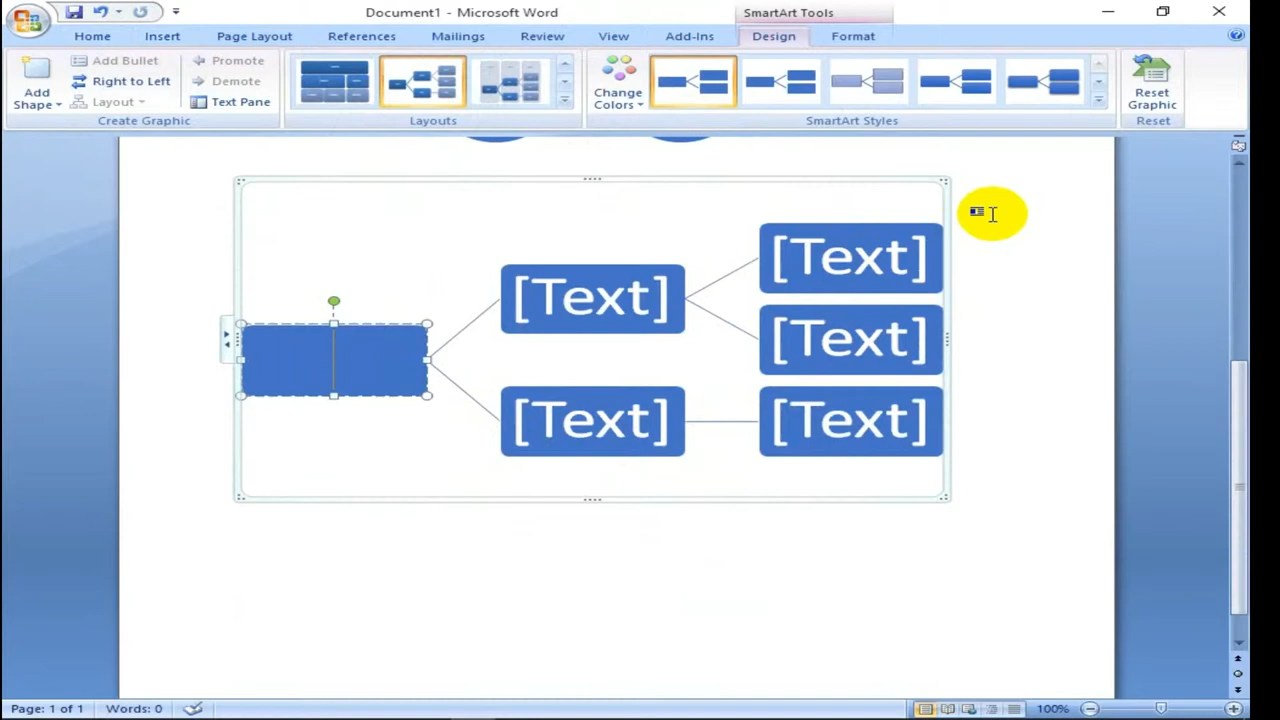 Document1 - Microsoft Word
SmartArt Tools
Home
Insert
Page Layout
References
Mailings
Review
View
Add-Ins
Design
Format
Add Shape
Add Bullet
Right to Left
Layout
Promote
Demote
Text Pane
Create Graphic
Layouts
Change Colors
SmartArt Styles
Reset Graphic
Reset
[Text]
[Text]
[Text]
[Text]
[Text]
Page: 1 of 1
Words: 0
100%